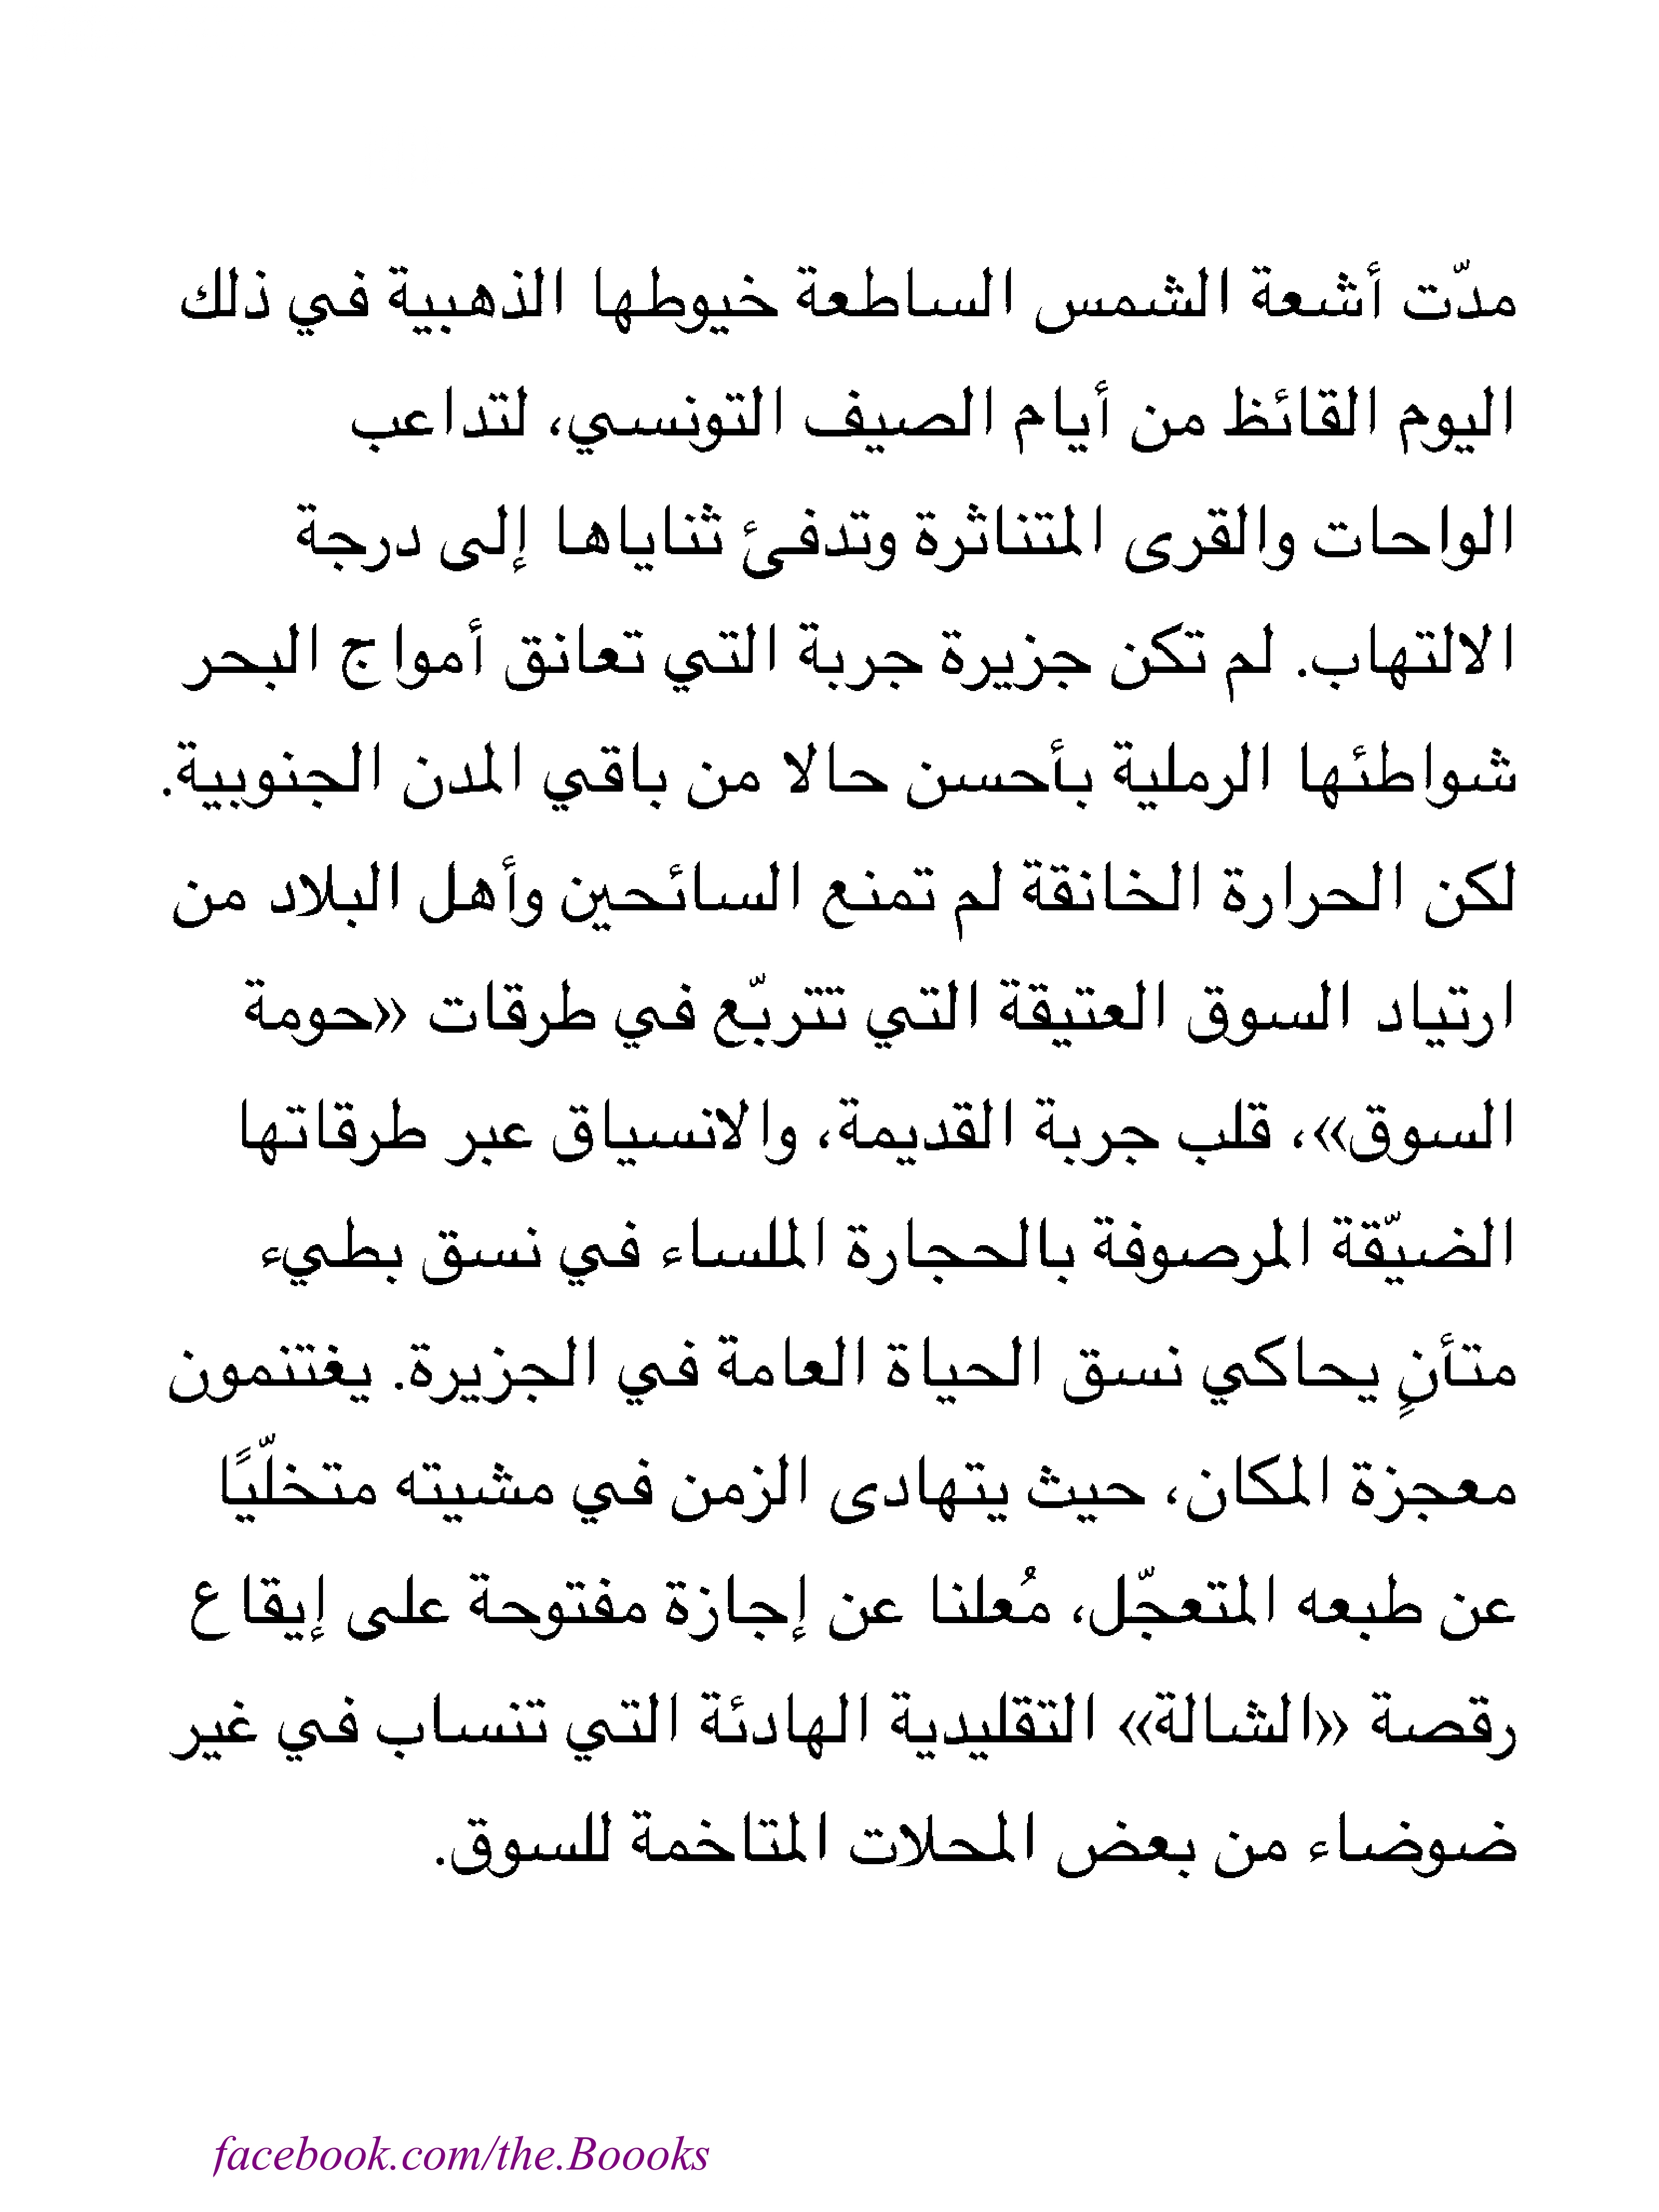 مدّت أشعة الشمس الساطعة خيوطها الذهبية في ذلك
اليوم القائظ من أيام الصيف التونسي، لتداعب
الواحات والقرى المتناثرة وتدفئ ثناياها إلى درجة
الالتهاب. لم تكن جزيرة جربة التي تعانق أمواج البحر
شواطئها الرملية بأحسن حالا من باقي المدن الجنوبية.
لكن الحرارة الخانقة لم تمنع السائحين وأهل البلاد من
ارتياد السوق العتيقة التي تتربّع في طرقات «حومة
السوق»، قلب جربة القديمة، والانسياق عبر طرقاتها
الضيّقة المرصوفة بالحجارة الملساء في نسق بطيء
متأنٍ يحاكي نسق الحياة العامة في الجزيرة. يغتنمون
معجزة المكان، حيث يتهادى الزمن في مشيته متخلّيًا
عن طبعه المتعجّل، مُعلنا عن إجازة مفتوحة على إيقاع
رقصة «الشالة» التقليدية الهادئة التي تنساب في غير
ضوضاء من بعض المحلات المتاخمة للسوق.
facebook.com/the.Boooks